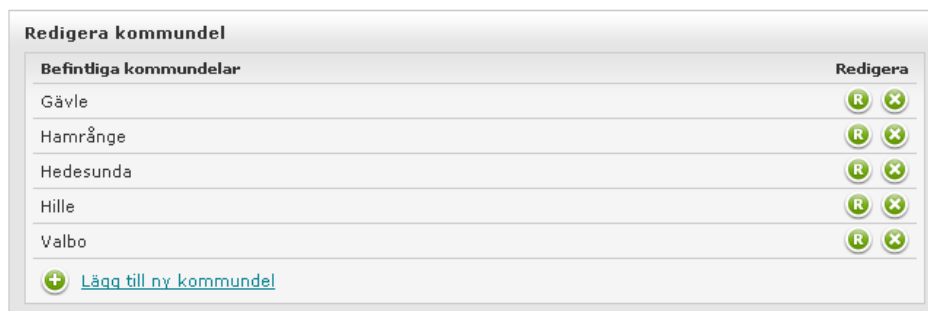 Redigera kommundel
Befintliga kommundelar Redigera
Gävle R
Hamrånge R
Hedesunda R
Hille R
Valbo R
Lägg till ny kommundel